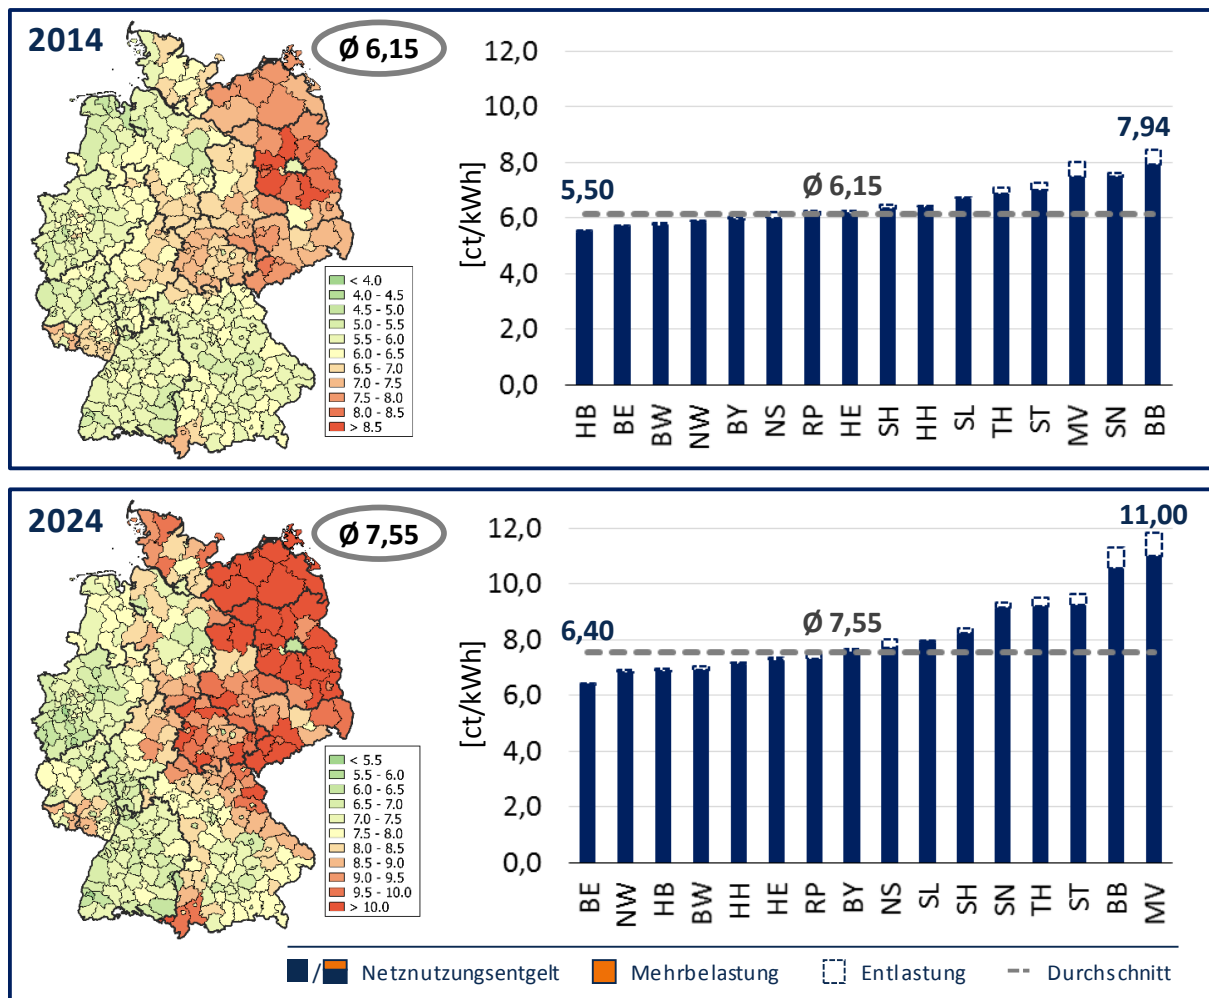 2014
Ø 6,15
< 4.0
4.0 - 4.5
4.5 - 5.0
5.0 - 5.5
5.5 - 6.0
6.0 - 6.5
6.5 - 7.0
7.0 - 7.5
7.5 - 8.0
8.0 - 8.5
> 8.5
[ct/kWh]
12,0
10,0
8,0
6,0
4,0
2,0
0,0
5,50
Ø 6,15
7,94
HB BE BW NW BY NS RP HE SH HH SL TH ST MV SN BB
2024
Ø 7,55
< 5.5
5.5 - 6.0
6.0 - 6.5
6.5 - 7.0
7.0 - 7.5
7.5 - 8.0
8.0 - 8.5
8.5 - 9.0
9.0 - 9.5
9.5 - 10.0
> 10.0
[ct/kWh]
12,0
10,0
8,0
6,0
4,0
2,0
0,0
6,40
Ø 7,55
11,00
BE NW HB BW HH HE RP BY NS SL SH SN TH ST BB MV
/ Netznutzungsentgelt Mehrbelastung Entlastung Durchschnitt